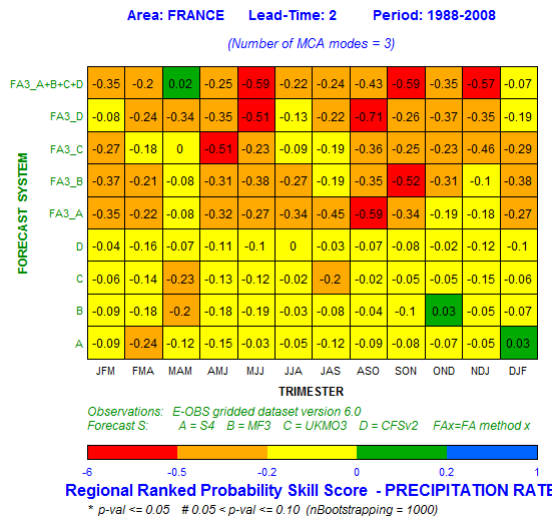 Area: FRANCE Lead-Time: 2 Period: 1988-2008
(Number of MCA modes = 3)
FORECAST SYSTEM
FA3_A+B+C+D -0.35 -0.2 0.02 -0.25 -0.59 -0.22 -0.24 -0.43 -0.59 -0.35 -0.57 -0.07
FA3_D -0.08 -0.24 -0.34 -0.35 -0.51 -0.13 -0.22 -0.71 -0.26 -0.37 -0.35 -0.19
FA3_C -0.27 -0.18 0 -0.51 -0.23 -0.09 -0.19 -0.36 -0.25 -0.23 -0.46 -0.29
FA3_B -0.37 -0.21 -0.08 -0.31 -0.38 -0.27 -0.19 -0.35 -0.52 -0.31 -0.1 -0.38
FA3_A -0.35 -0.22 -0.08 -0.32 -0.27 -0.34 -0.45 -0.59 -0.34 -0.19 -0.18 -0.27
D -0.04 -0.16 -0.07 -0.11 -0.1 0 -0.03 -0.07 -0.08 -0.02 -0.12 -0.1
C -0.06 -0.14 -0.23 -0.13 -0.12 -0.02 -0.2 -0.02 -0.05 -0.05 -0.15 -0.06
B -0.09 -0.18 -0.2 -0.18 -0.19 -0.03 -0.08 -0.04 -0.1 0.03 -0.05 -0.07
A -0.09 -0.24 -0.12 -0.15 -0.03 -0.05 -0.12 -0.09 -0.08 -0.07 -0.05 0.03
JFM FMA MAM AMJ MJJ JJA JAS ASO SON OND NDJ DJF
TRIMESTER
Observations: E-OBS gridded dataset version 6.0
Forecast S: A = S4 B = MF3 C = UKMO3 D = CFSv2 FAx=FA method x
-6 -0.5 -0.2 0 0.2 1
Regional Ranked Probability Skill Score - PRECIPITATION RATE
* p-val <= 0.05 # 0.05 < p-val <= 0.10 (nBootstrapping = 1000)